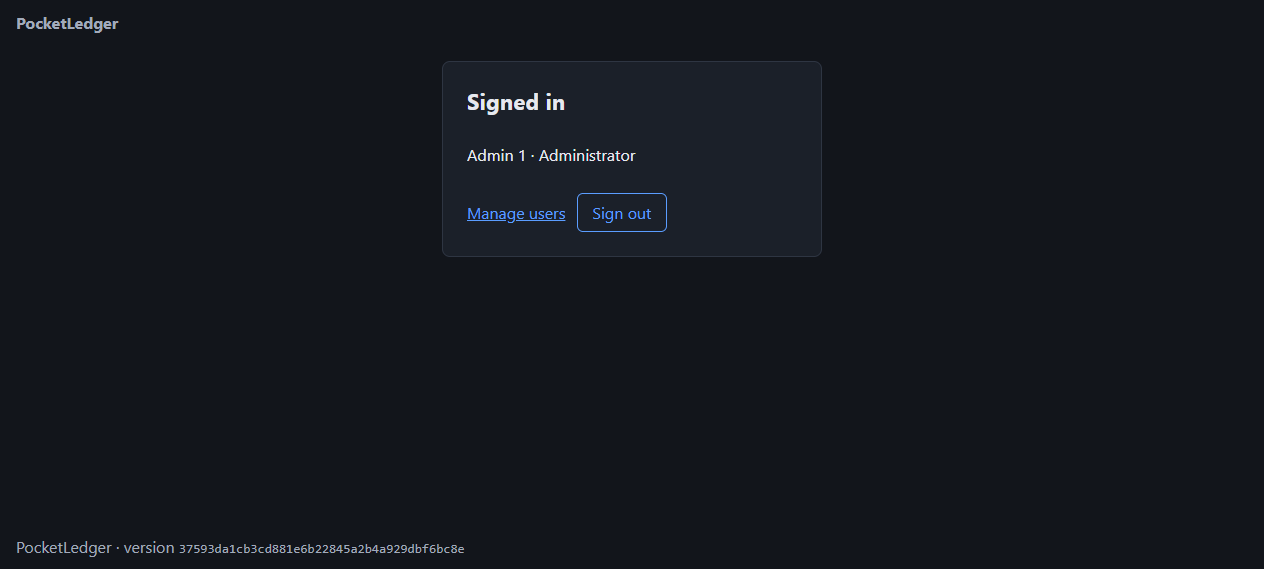 PocketLedger
Signed in
Admin 1 · Administrator
Manage users Sign out
PocketLedger · version 37593da1cb3cd881e6b22845a2b4a929dbf6bc8e